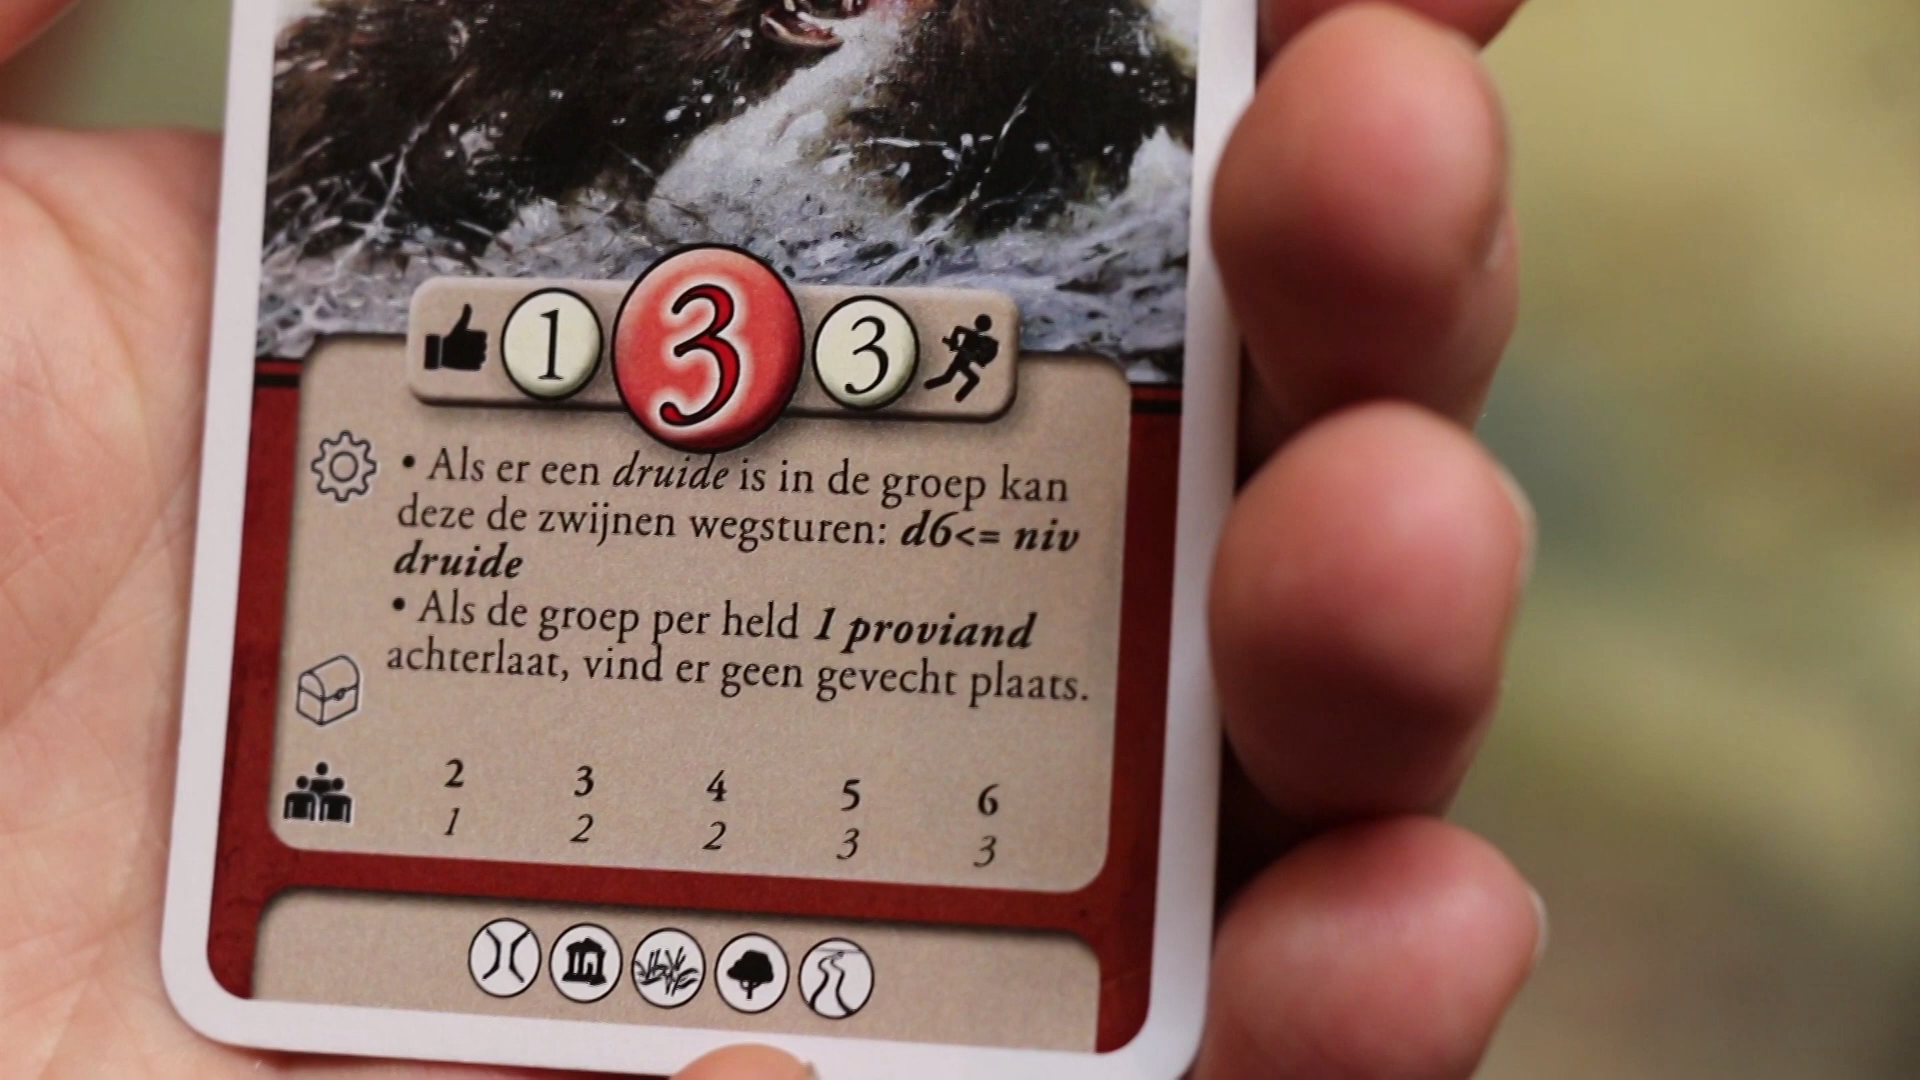 1 3 3
• Als er een druide is in de groep kan
deze de zwijnen wegsturen: d6<= niv
druide
• Als de groep per held 1 proviand
achterlaat, vind er geen gevecht plaats.
2 3 4 5 6
1 2 2 3 3